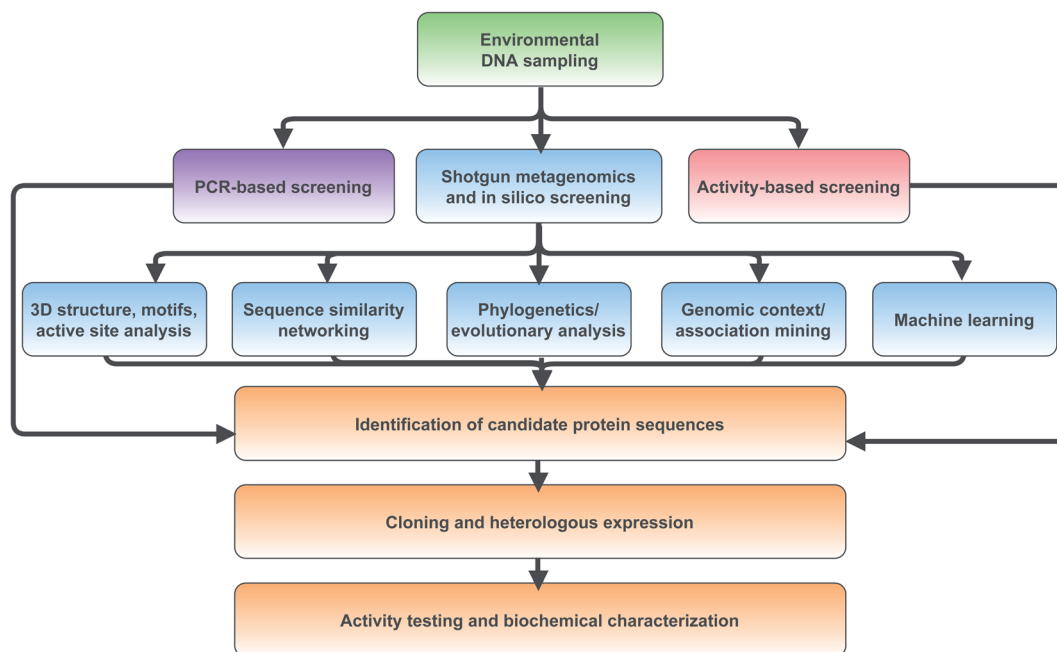 Environmental
DNA sampling
PCR-based screening
Shotgun metagenomics
and in silico screening
Activity-based screening
3D structure, motifs,
active site analysis
Sequence similarity
networking
Phylogenetics/
evolutionary analysis
Genomic context/
association mining
Machine learning
Identification of candidate protein sequences
Cloning and heterologous expression
Activity testing and biochemical characterization